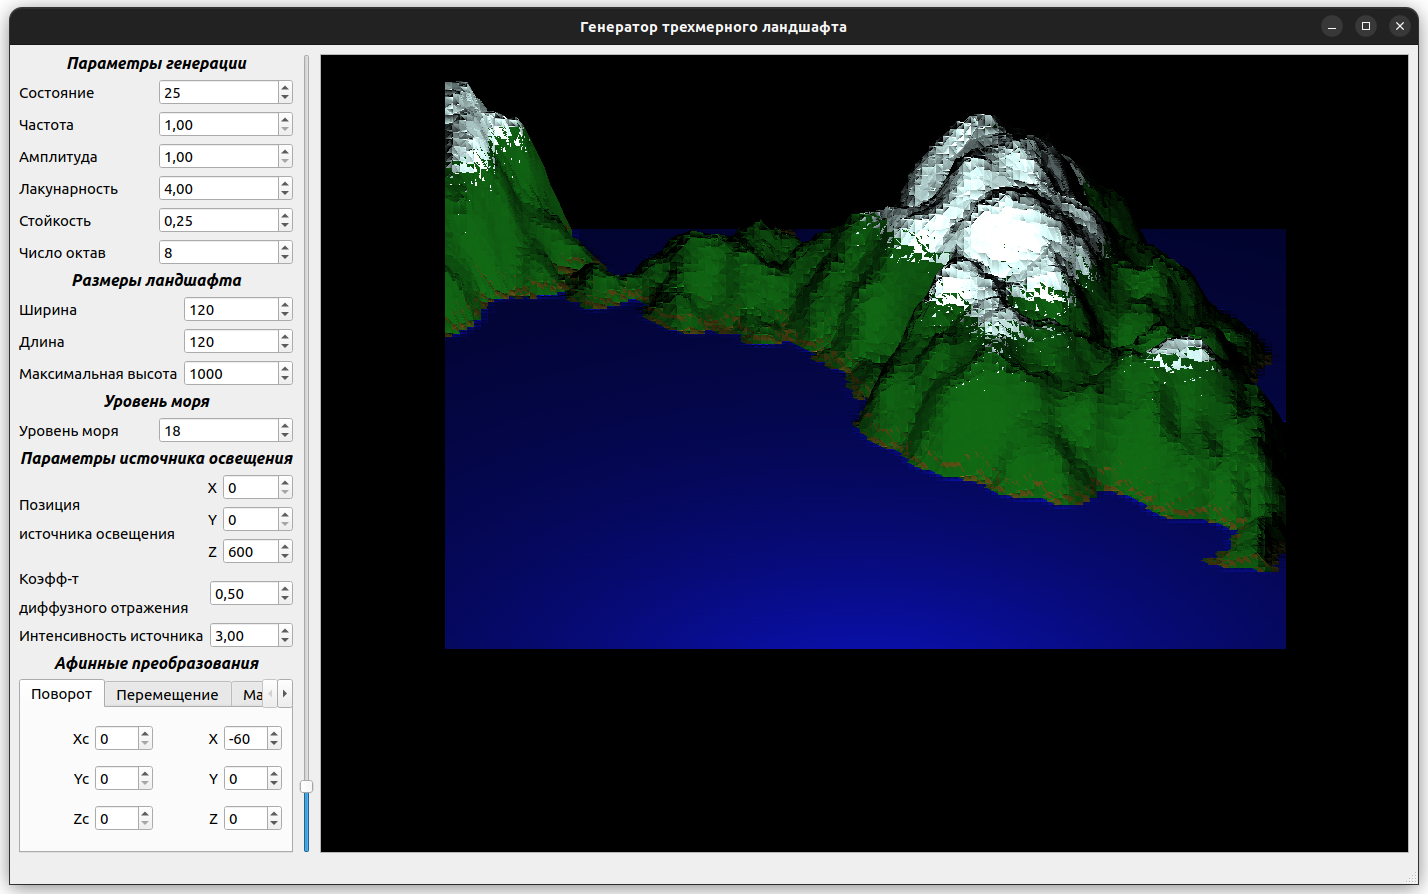 Генератор трехмерного ландшафта
Параметры генерации
Состояние 25
Частота 1,00
Амплитуда 1,00
Лакунарность 4,00
Стойкость 0,25
Число октав 8
Размеры ландшафта
Ширина 120
Длина 120
Максимальная высота 1000
Уровень моря
Уровень моря 18
Параметры источника освещения
Позиция
источника освещения
X 0
Y 0
Z 600
Коэфф-т
диффузного отражения 0,50
Интенсивность источника 3,00
Афинные преобразования
Поворот Перемещение Ма
Xc 0 X -60
Yc 0 Y 0
Zc 0 Z 0